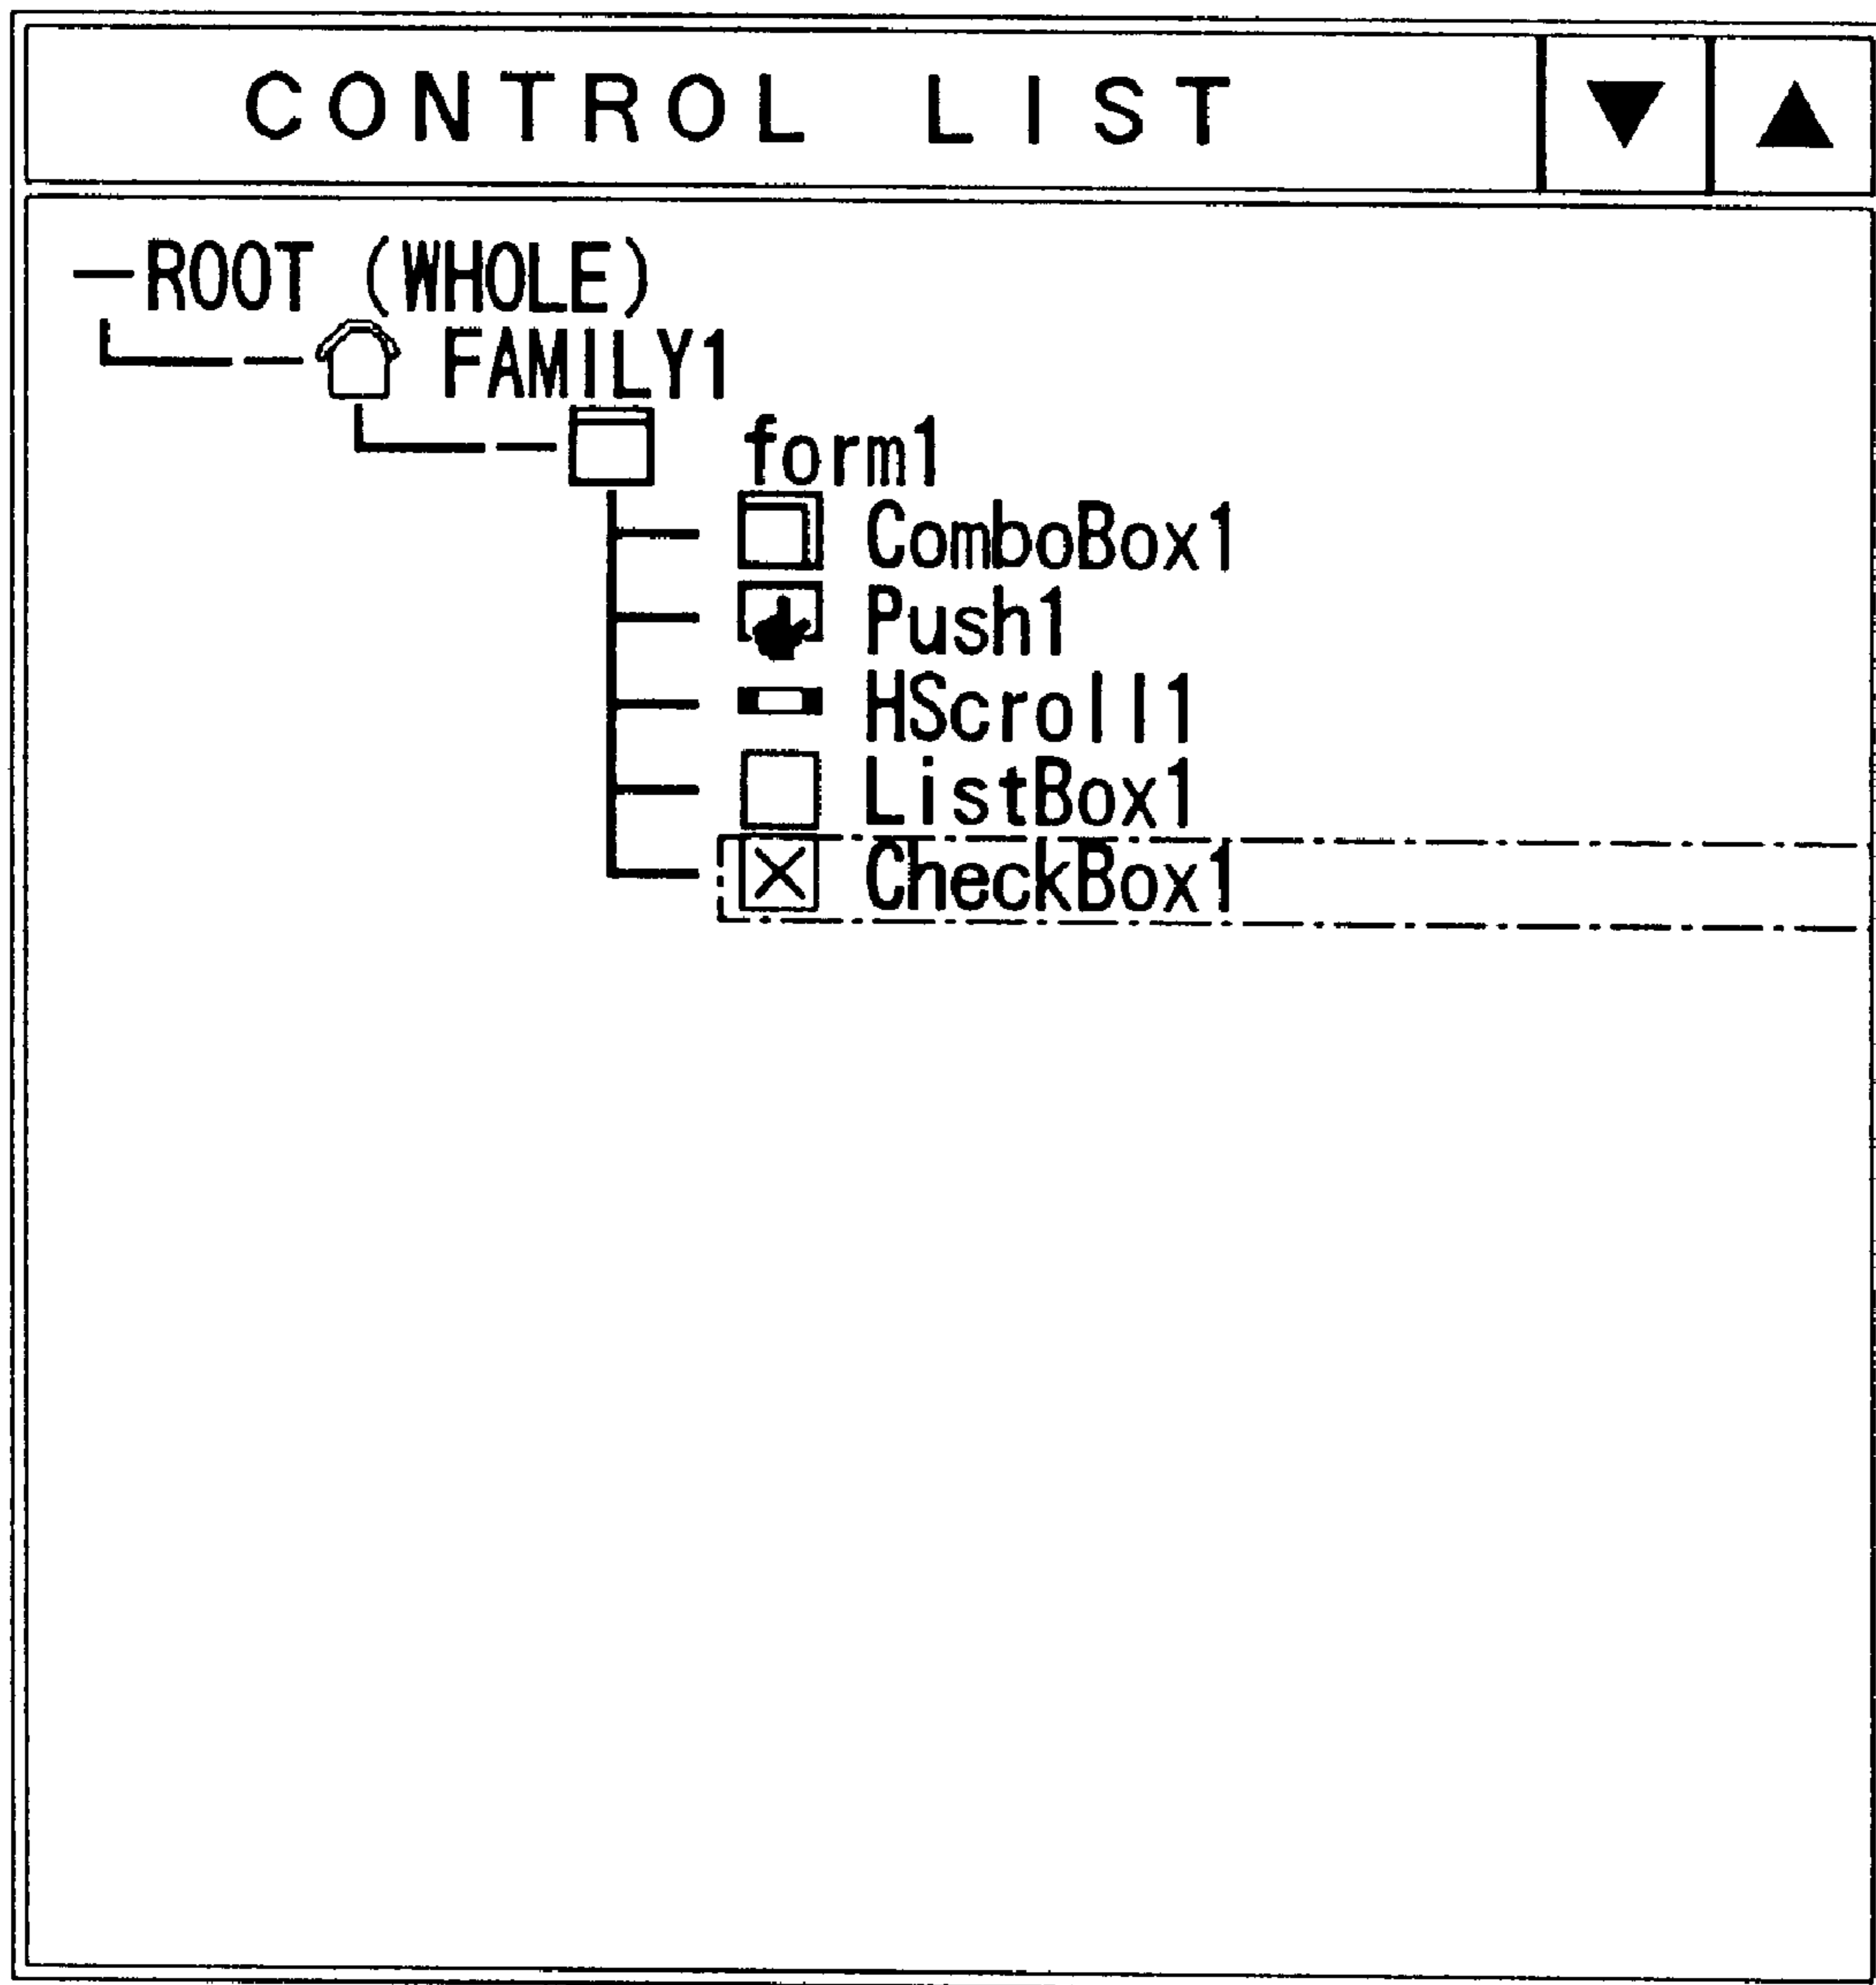 CONTROL LIST
ROOT (WHOLE)
FAMILY1
form1
ComboBox1
Push1
HScroll1
ListBox1
CheckBox1